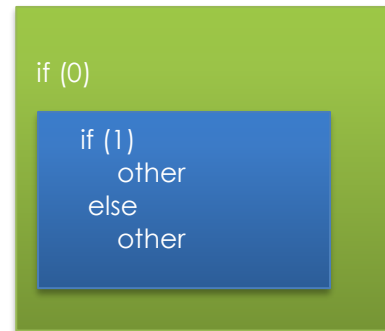 if (0)
if (1)
other
else
other